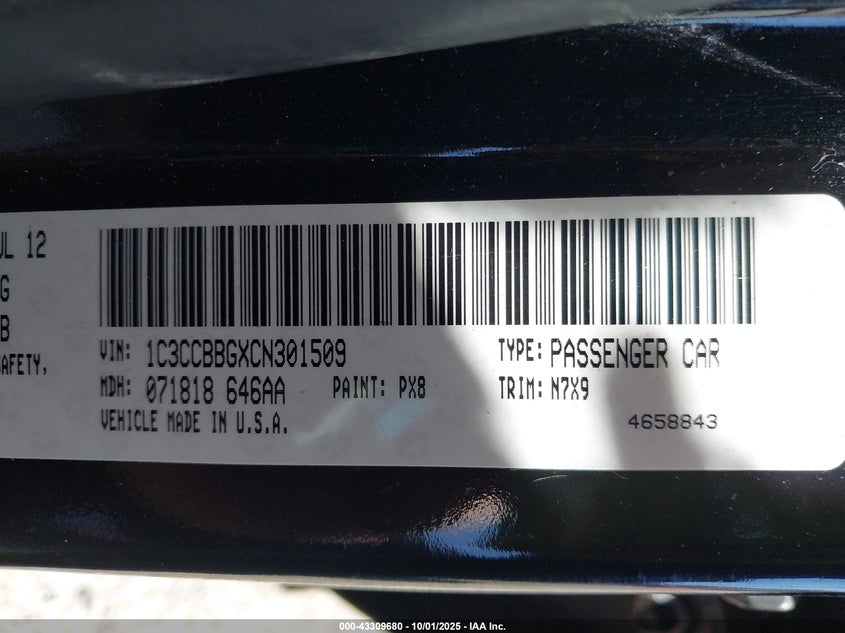 UL 12
G
B
AFETY,
VIN: 1C3CCBBGXCN301509 TYPE: PASSENGER CAR
MDH: 071818 646AA PAINT: PX8 TRIM: N7X9
VEHICLE MADE IN U.S.A. 4658843
000-43309680 - 10/01/2025 - IAA Inc.